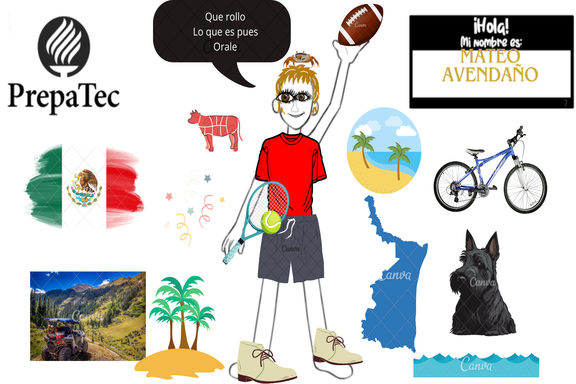 PrepaTec
Que rollo
Lo que es pues
Orale
¡Hola!
Mi nombre es:
MATEO
AVENDAÑO
Canva
Canva
Canva
Canva
Canva
Canva